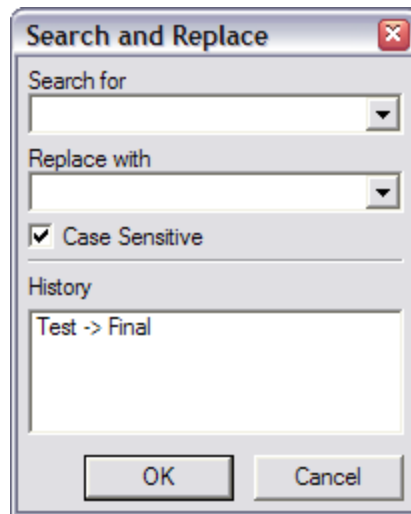 Search and Replace
Search for
Replace with
Case Sensitive
History
Test -> Final
OK Cancel